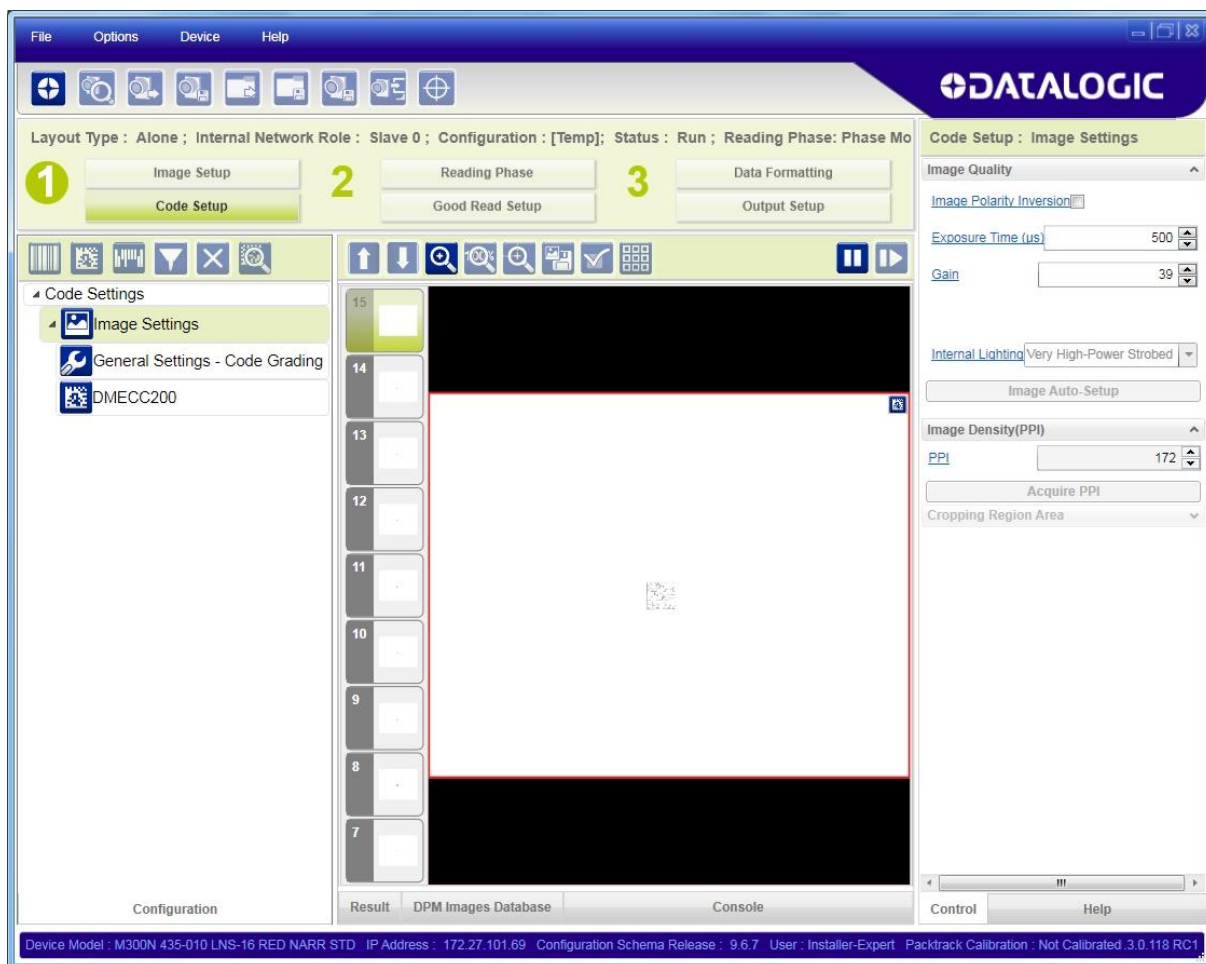 File Options Device Help
DATALOGIC
Layout Type : Alone ; Internal Network Role : Slave 0 ; Configuration : [Temp]; Status : Run ; Reading Phase: Phase Mo
1 Image Setup 2 Reading Phase 3 Data Formatting
Code Setup Good Read Setup Output Setup
Code Settings
Image Settings
General Settings - Code Grading
DMECC200
Configuration
100%
15
14
13
12
11
10
9
8
7
Result DPM Images Database Console
Code Setup : Image Settings
Image Quality
Image Polarity Inversion
Exposure Time (µs) 500
Gain 39
Internal Lighting Very High-Power Strobed
Image Auto-Setup
Image Density(PPI)
PPI 172
Acquire PPI
Cropping Region Area
Control Help
Device Model : M300N 435-010 LNS-16 RED NARR STD IP Address : 172.27.101.69 Configuration Schema Release : 9.6.7 User : Installer-Expert Packtrack Calibration : Not Calibrated .3.0.118 RC1